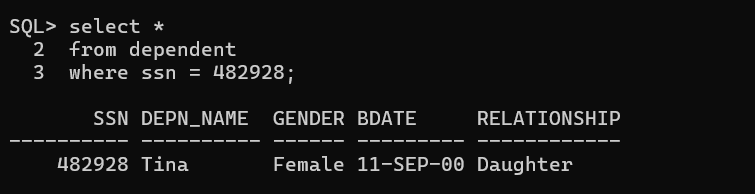 SQL> select *
  2  from dependent
  3  where ssn = 482928;

       SSN DEPN_NAME  GENDER BDATE     RELATIONSHIP
---------- ---------- ------ --------- ------------
    482928 Tina       Female 11-SEP-00 Daughter